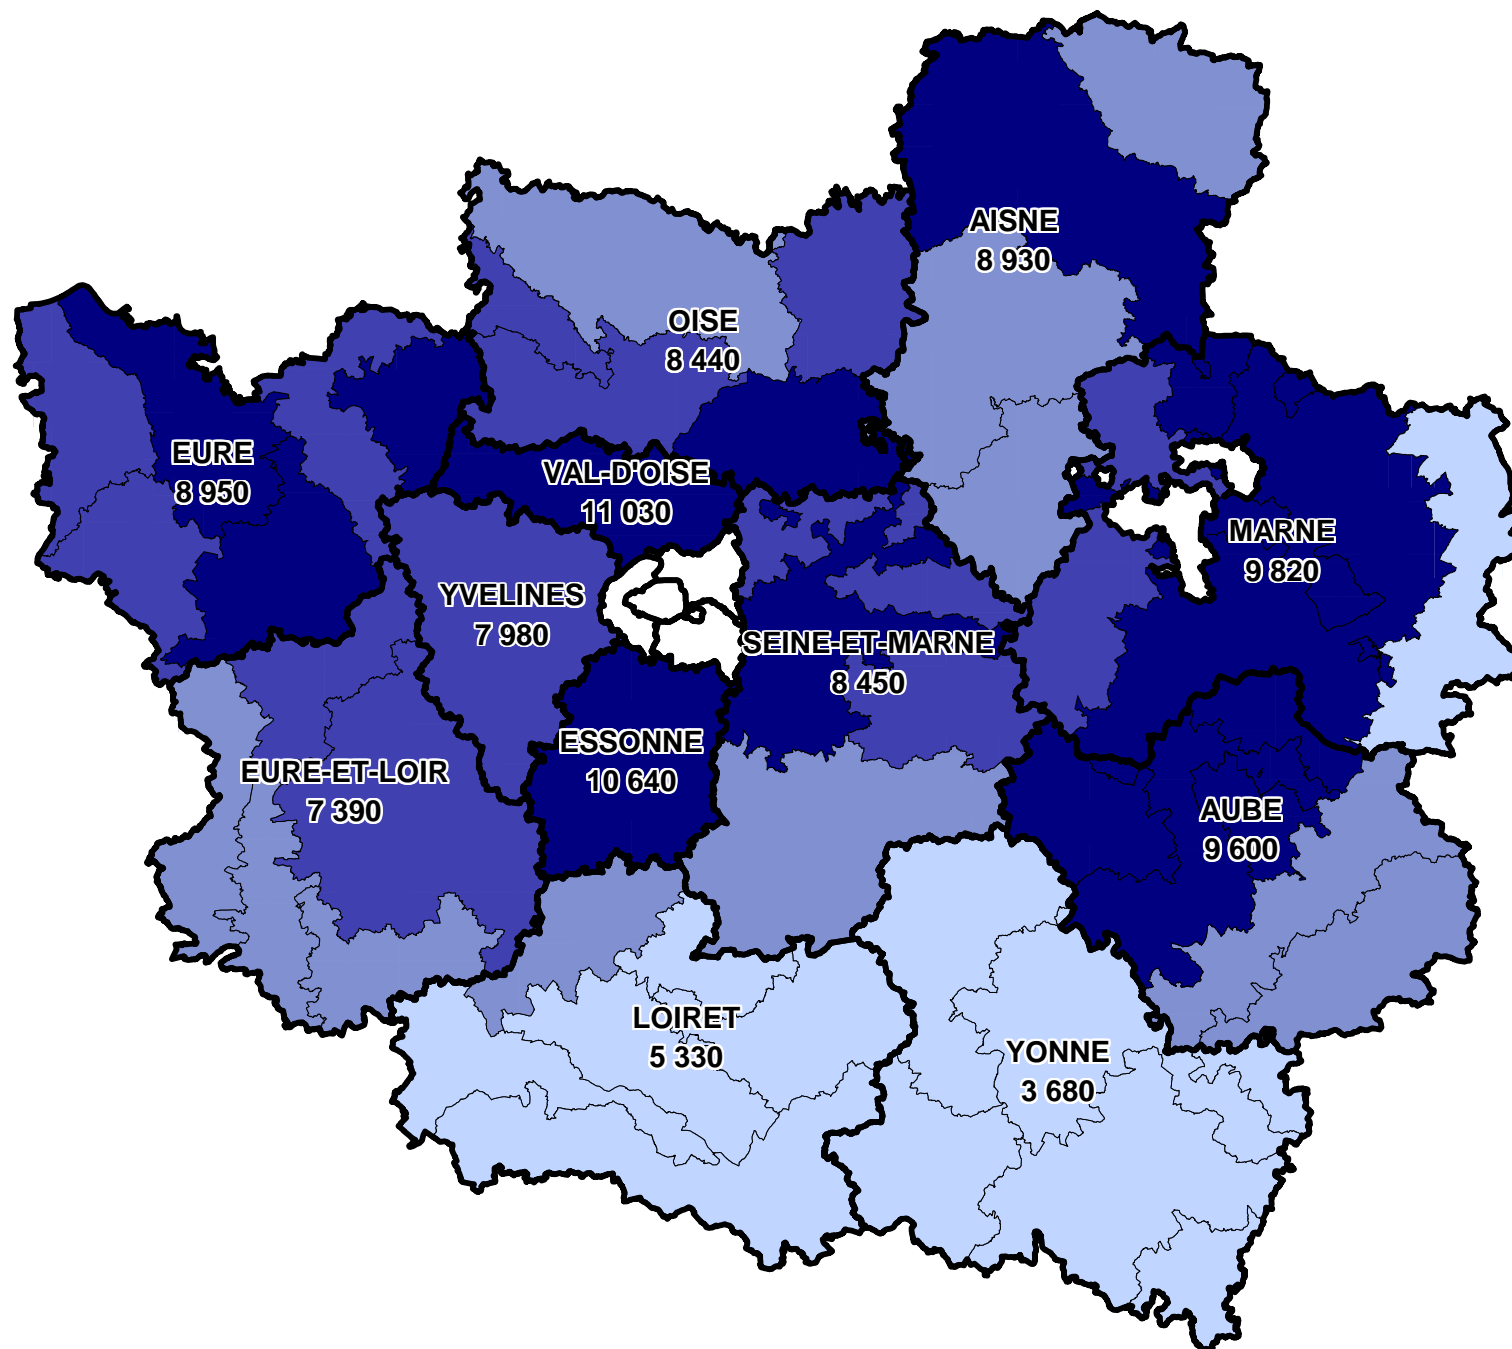 AISNE
8 930
OISE
8 440
EURE
8 950
VAL-D'OISE
11 030
MARNE
9 820
YVELINES
7 980
SEINE-ET-MARNE
8 450
ESSONNE
10 640
EURE-ET-LOIR
7 390
AUBE
9 600
LOIRET
5 330
YONNE
3 680